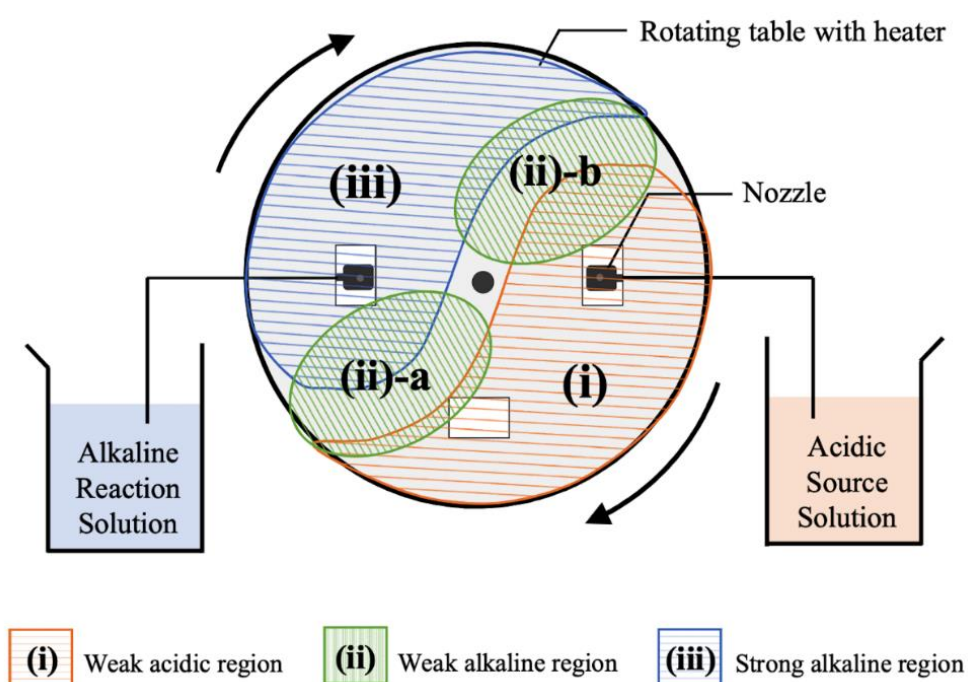 Rotating table with heater
(iii)
(ii)-b
Nozzle
(ii)-a
(i)
Alkaline
Reaction
Solution
Acidic
Source
Solution
(i) Weak acidic region
(ii) Weak alkaline region
(iii) Strong alkaline region